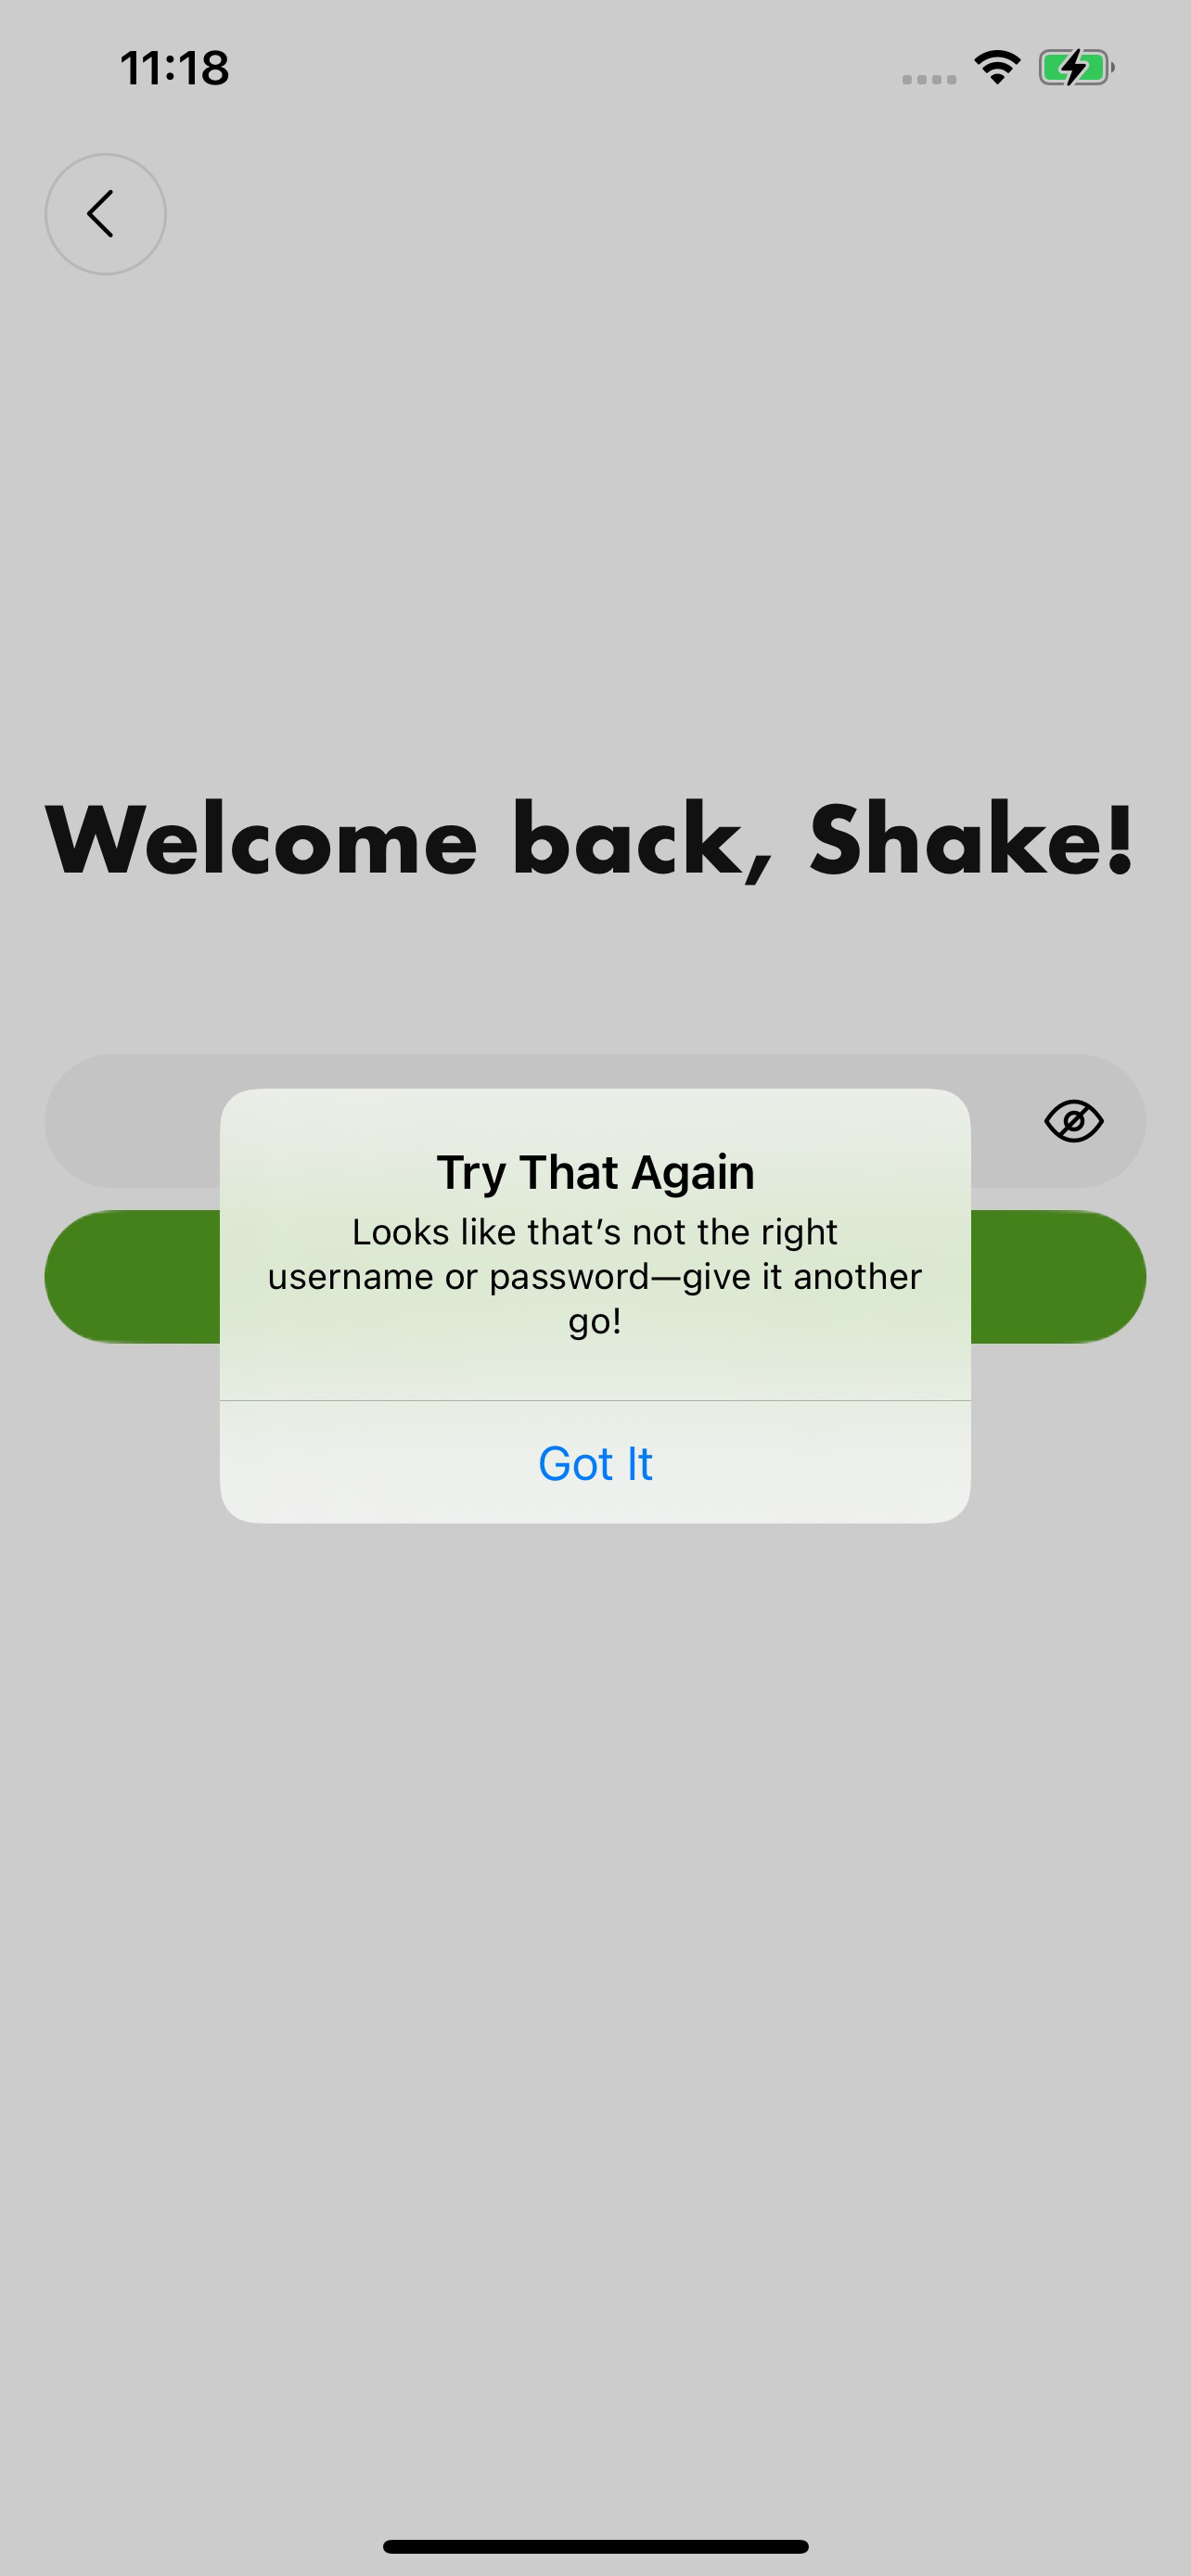 11:18
Welcome back, Shake!
Try That Again
Looks like that’s not the right
username or password—give it another
go!
Got It